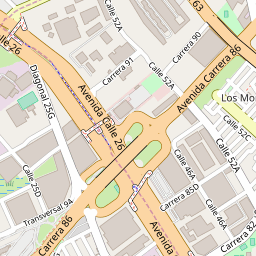 Calle 52A
63
Calle 26
Carrera 91
Carrera 90
Avenida Carrera 86
Calle 52A
Diagonal 25G
Avenida Calle 26
Los Mo
Calle 52C
Calle 52A
Calle 46A
Calle 25D
Transversal 94
Carrera 86
Carrera 85D
Calle 46A
Avenida
Carrera 82
Carrera